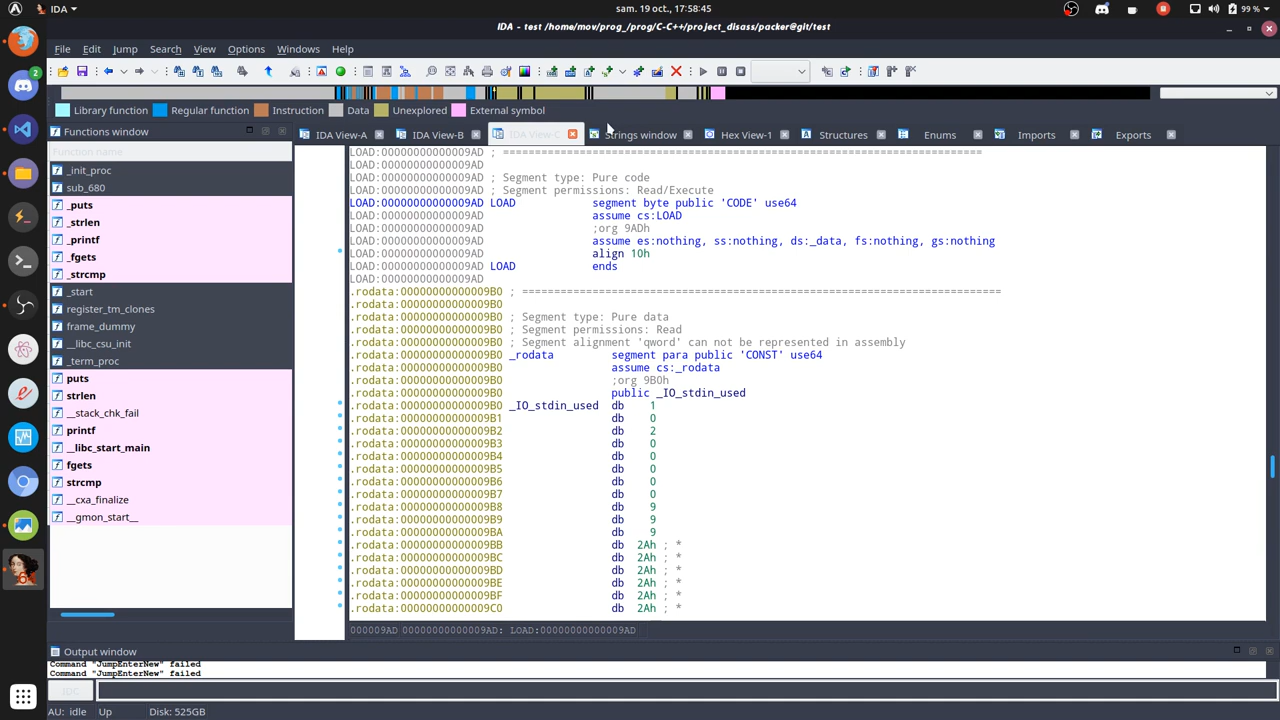 IDA
sam. 19 oct., 17:58:45
99 %
IDA - test /home/mov/prog_/prog/C-C++/project_disass/packer@git/test
File Edit Jump Search View Options Windows Help
Library function Regular function Instruction Data Unexplored External symbol
Functions window
IDA View-A IDA View-B IDA View-C Strings window Hex View-1 Structures Enums Imports Exports
Function name
_init_proc
sub_680
_puts
_strlen
_printf
_fgets
_strcmp
_start
register_tm_clones
frame_dummy
__libc_csu_init
_term_proc
puts
strlen
__stack_chk_fail
printf
__libc_start_main
fgets
strcmp
__cxa_finalize
__gmon_start__
LOAD:00000000000009AD ; ===========================================================================
LOAD:00000000000009AD
LOAD:00000000000009AD ; Segment type: Pure code
LOAD:00000000000009AD ; Segment permissions: Read/Execute
LOAD:00000000000009AD LOAD segment byte public 'CODE' use64
LOAD:00000000000009AD assume cs:LOAD
LOAD:00000000000009AD ;org 9ADh
LOAD:00000000000009AD assume es:nothing, ss:nothing, ds:_data, fs:nothing, gs:nothing
LOAD:00000000000009AD align 10h
LOAD:00000000000009AD LOAD ends
LOAD:00000000000009AD
.rodata:00000000000009B0 ; ===========================================================================
.rodata:00000000000009B0
.rodata:00000000000009B0 ; Segment type: Pure data
.rodata:00000000000009B0 ; Segment permissions: Read
.rodata:00000000000009B0 ; Segment alignment 'qword' can not be represented in assembly
.rodata:00000000000009B0 _rodata segment para public 'CONST' use64
.rodata:00000000000009B0 assume cs:_rodata
.rodata:00000000000009B0 ;org 9B0h
.rodata:00000000000009B0 public _IO_stdin_used
.rodata:00000000000009B0 _IO_stdin_used db 1
.rodata:00000000000009B1 db 0
.rodata:00000000000009B2 db 2
.rodata:00000000000009B3 db 0
.rodata:00000000000009B4 db 0
.rodata:00000000000009B5 db 0
.rodata:00000000000009B6 db 0
.rodata:00000000000009B7 db 0
.rodata:00000000000009B8 db 9
.rodata:00000000000009B9 db 9
.rodata:00000000000009BA db 9
.rodata:00000000000009BB db 2Ah ; *
.rodata:00000000000009BC db 2Ah ; *
.rodata:00000000000009BD db 2Ah ; *
.rodata:00000000000009BE db 2Ah ; *
.rodata:00000000000009BF db 2Ah ; *
.rodata:00000000000009C0 db 2Ah ; *
000009AD 00000000000009AD: LOAD:00000000000009AD
Output window
Command "JumpEnterNew" failed
Command "JumpEnterNew" failed
IDC
AU: idle Up Disk: 525GB
2